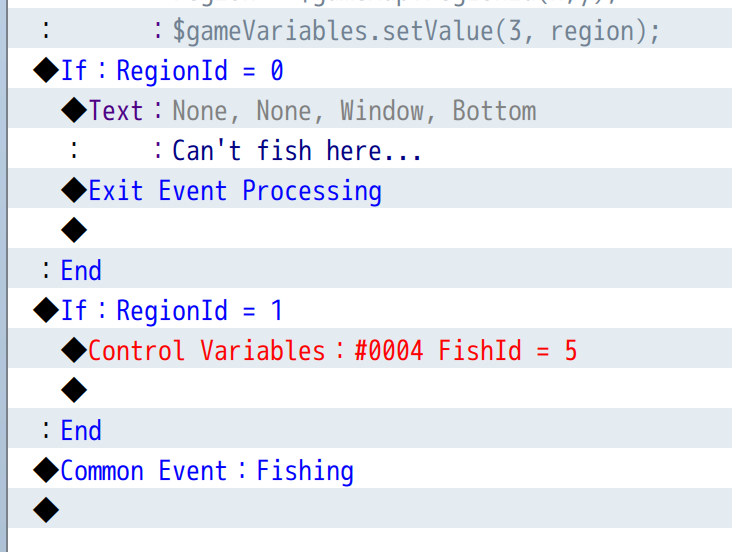 : : $gameVariables.setValue(3, region);
◆If : RegionId = 0
◆Text : None, None, Window, Bottom
: : Can't fish here...
◆Exit Event Processing
◆
: End
◆If : RegionId = 1
◆Control Variables : #0004 FishId = 5
◆
: End
◆Common Event : Fishing
◆